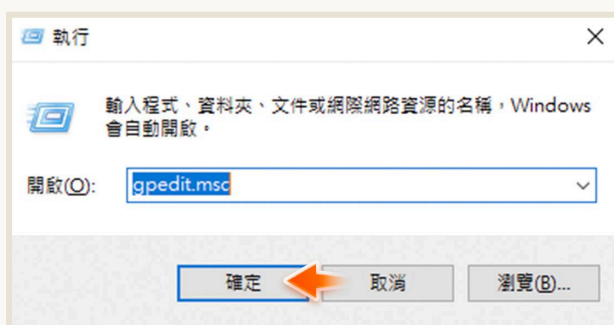 執行
輸入程式、資料夾、文件或網際網路資源的名稱，Windows
會自動開啟。
開啟(O):
gpedit.msc
確定
取消
瀏覽(B)...